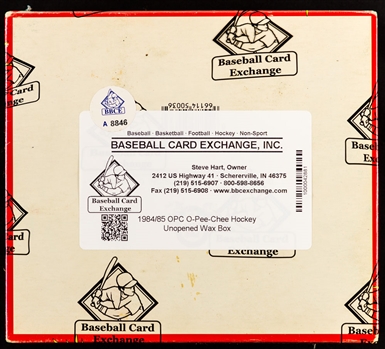 Baseball Card
Exchange
Card
BBCE
A 8846
6114550038
Baseball · Basketball · Football · Hockey · Non-Sport
BASEBALL CARD EXCHANGE, INC.
Steve Hart, Owner
2412 US Highway 41 · Schererville, IN 46375
(219) 515-6907 · 800-598-8656
Fax (219) 515-6908 · www.bbcexchange.com
Baseball Card
Exchange
1984/85 OPC O-Pee-Chee Hockey
Unopened Wax Box
Baseball Card
Exchange
Baseball Card
Exchange